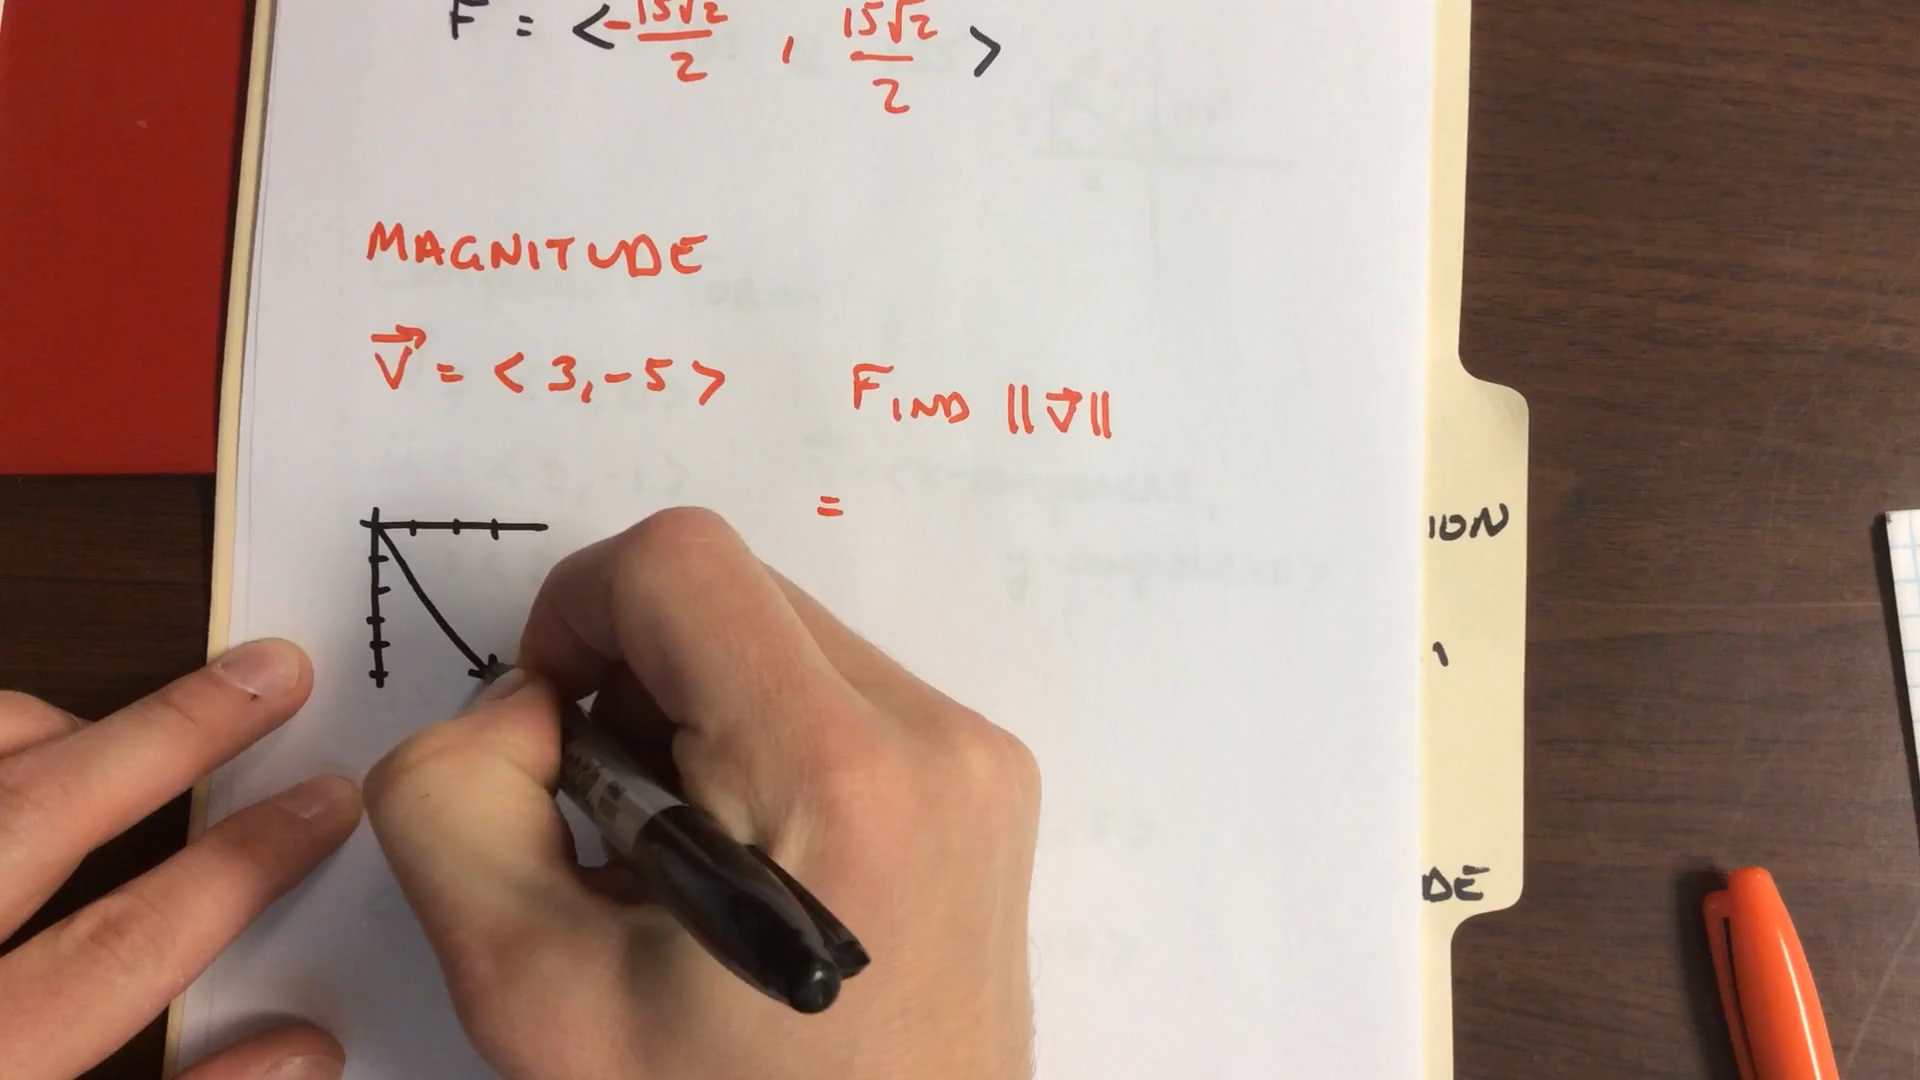 F = < -15√2/2 , 15√2/2 >
MAGNITUDE
V⃗ = < 3, -5 >
FIND ||V⃗||
=
ION
DE